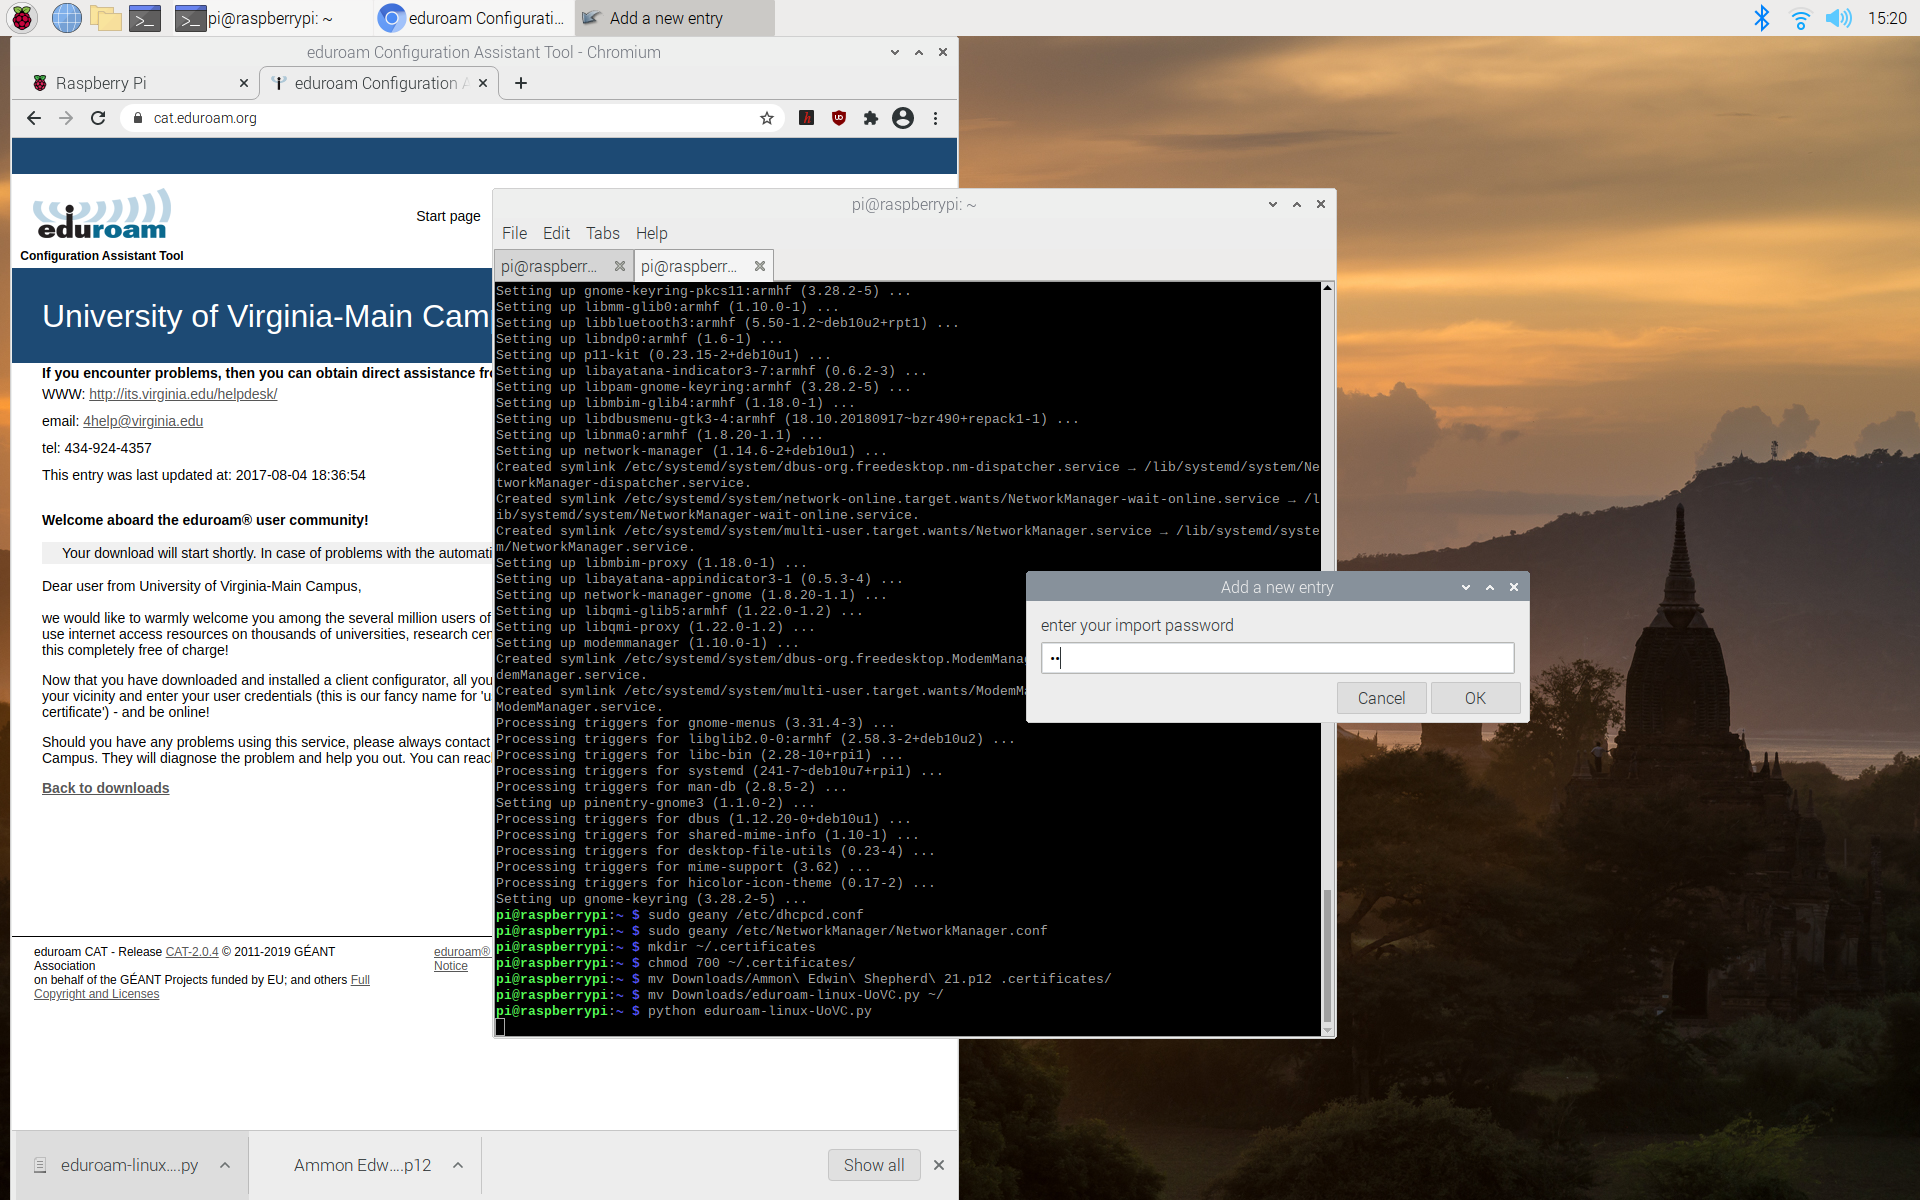 pi@raspberrypi: ~
eduroam Configurati...
Add a new entry
15:20
eduroam Configuration Assistant Tool - Chromium
Raspberry Pi
eduroam Configuration A
cat.eduroam.org
eduroam
Start page
Configuration Assistant Tool
University of Virginia-Main Cam
If you encounter problems, then you can obtain direct assistance fr
WWW: http://its.virginia.edu/helpdesk/
email: 4help@virginia.edu
tel: 434-924-4357
This entry was last updated at: 2017-08-04 18:36:54
Welcome aboard the eduroam® user community!
Your download will start shortly. In case of problems with the automati
Dear user from University of Virginia-Main Campus,
we would like to warmly welcome you among the several million users of
use internet access resources on thousands of universities, research cen
this completely free of charge!
Now that you have downloaded and installed a client configurator, all you
your vicinity and enter your user credentials (this is our fancy name for 'u
certificate') - and be online!
Should you have any problems using this service, please always contact
Campus. They will diagnose the problem and help you out. You can reac
Back to downloads
eduroam CAT - Release CAT-2.0.4 © 2011-2019 GÉANT
Association
on behalf of the GÉANT Projects funded by EU; and others Full
Copyright and Licenses
eduroam®
Notice
eduroam-linux....py
Ammon Edw....p12
Show all
pi@raspberrypi: ~
File Edit Tabs Help
pi@raspberr...
pi@raspberr...
Setting up gnome-keyring-pkcs11:armhf (3.28.2-5) ...
Setting up libmm-glib0:armhf (1.10.0-1) ...
Setting up libbluetooth3:armhf (5.50-1.2~deb10u2+rpt1) ...
Setting up libndp0:armhf (1.6-1) ...
Setting up p11-kit (0.23.15-2+deb10u1) ...
Setting up libayatana-indicator3-7:armhf (0.6.2-3) ...
Setting up libpam-gnome-keyring:armhf (3.28.2-5) ...
Setting up libmbim-glib4:armhf (1.18.0-1) ...
Setting up libdbusmenu-gtk3-4:armhf (18.10.20180917~bzr490+repack1-1) ...
Setting up libnma0:armhf (1.8.20-1.1) ...
Setting up network-manager (1.14.6-2+deb10u1) ...
Created symlink /etc/systemd/system/dbus-org.freedesktop.nm-dispatcher.service → /lib/systemd/system/Ne
tworkManager-dispatcher.service.
Created symlink /etc/systemd/system/network-online.target.wants/NetworkManager-wait-online.service → /l
ib/systemd/system/NetworkManager-wait-online.service.
Created symlink /etc/systemd/system/multi-user.target.wants/NetworkManager.service → /lib/systemd/syste
m/NetworkManager.service.
Setting up libmbim-proxy (1.18.0-1) ...
Setting up libayatana-appindicator3-1 (0.5.3-4) ...
Setting up network-manager-gnome (1.8.20-1.1) ...
Setting up libqmi-glib5:armhf (1.22.0-1.2) ...
Setting up libqmi-proxy (1.22.0-1.2) ...
Setting up modemmanager (1.10.0-1) ...
Created symlink /etc/systemd/system/dbus-org.freedesktop.ModemMana
demManager.service.
Created symlink /etc/systemd/system/multi-user.target.wants/ModemM
ModemManager.service.
Processing triggers for gnome-menus (3.31.4-3) ...
Processing triggers for libglib2.0-0:armhf (2.58.3-2+deb10u2) ...
Processing triggers for libc-bin (2.28-10+rpi1) ...
Processing triggers for systemd (241-7~deb10u7+rpi1) ...
Processing triggers for man-db (2.8.5-2) ...
Setting up pinentry-gnome3 (1.1.0-2) ...
Processing triggers for dbus (1.12.20-0+deb10u1) ...
Processing triggers for shared-mime-info (1.10-1) ...
Processing triggers for desktop-file-utils (0.23-4) ...
Processing triggers for mime-support (3.62) ...
Processing triggers for hicolor-icon-theme (0.17-2) ...
Setting up gnome-keyring (3.28.2-5) ...
pi@raspberrypi:~ $ sudo geany /etc/dhcpcd.conf
pi@raspberrypi:~ $ sudo geany /etc/NetworkManager/NetworkManager.conf
pi@raspberrypi:~ $ mkdir ~/.certificates
pi@raspberrypi:~ $ chmod 700 ~/.certificates/
pi@raspberrypi:~ $ mv Downloads/Ammon\ Edwin\ Shepherd\ 21.p12 .certificates/
pi@raspberrypi:~ $ mv Downloads/eduroam-linux-UoVC.py ~/
pi@raspberrypi:~ $ python eduroam-linux-UoVC.py
Add a new entry
enter your import password
••
Cancel
OK